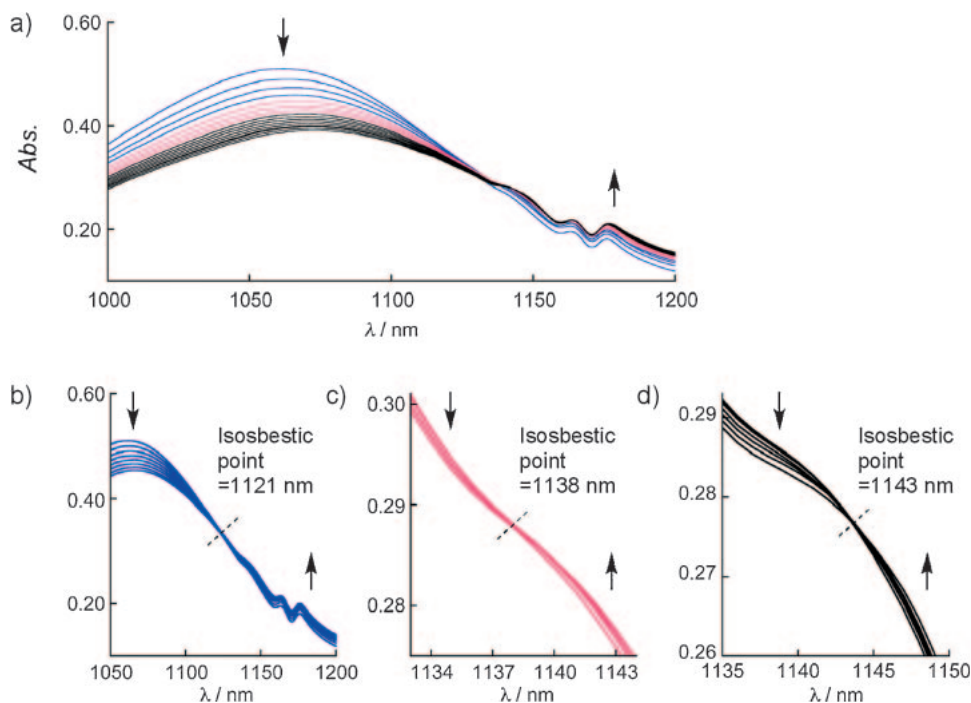 a)
0.60
0.40
0.20
Abs.
1000 1050 1100 1150 1200
λ / nm
b)
0.60
0.40
0.30
0.20
1050 1100 1150 1200
λ / nm
Isosbestic
point
=1121 nm
c)
0.30
0.29
0.28
1134 1137 1140 1143
λ / nm
Isosbestic
point
=1138 nm
d)
0.29
0.28
0.27
0.26
1135 1140 1145 1150
λ / nm
Isosbestic
point
=1143 nm